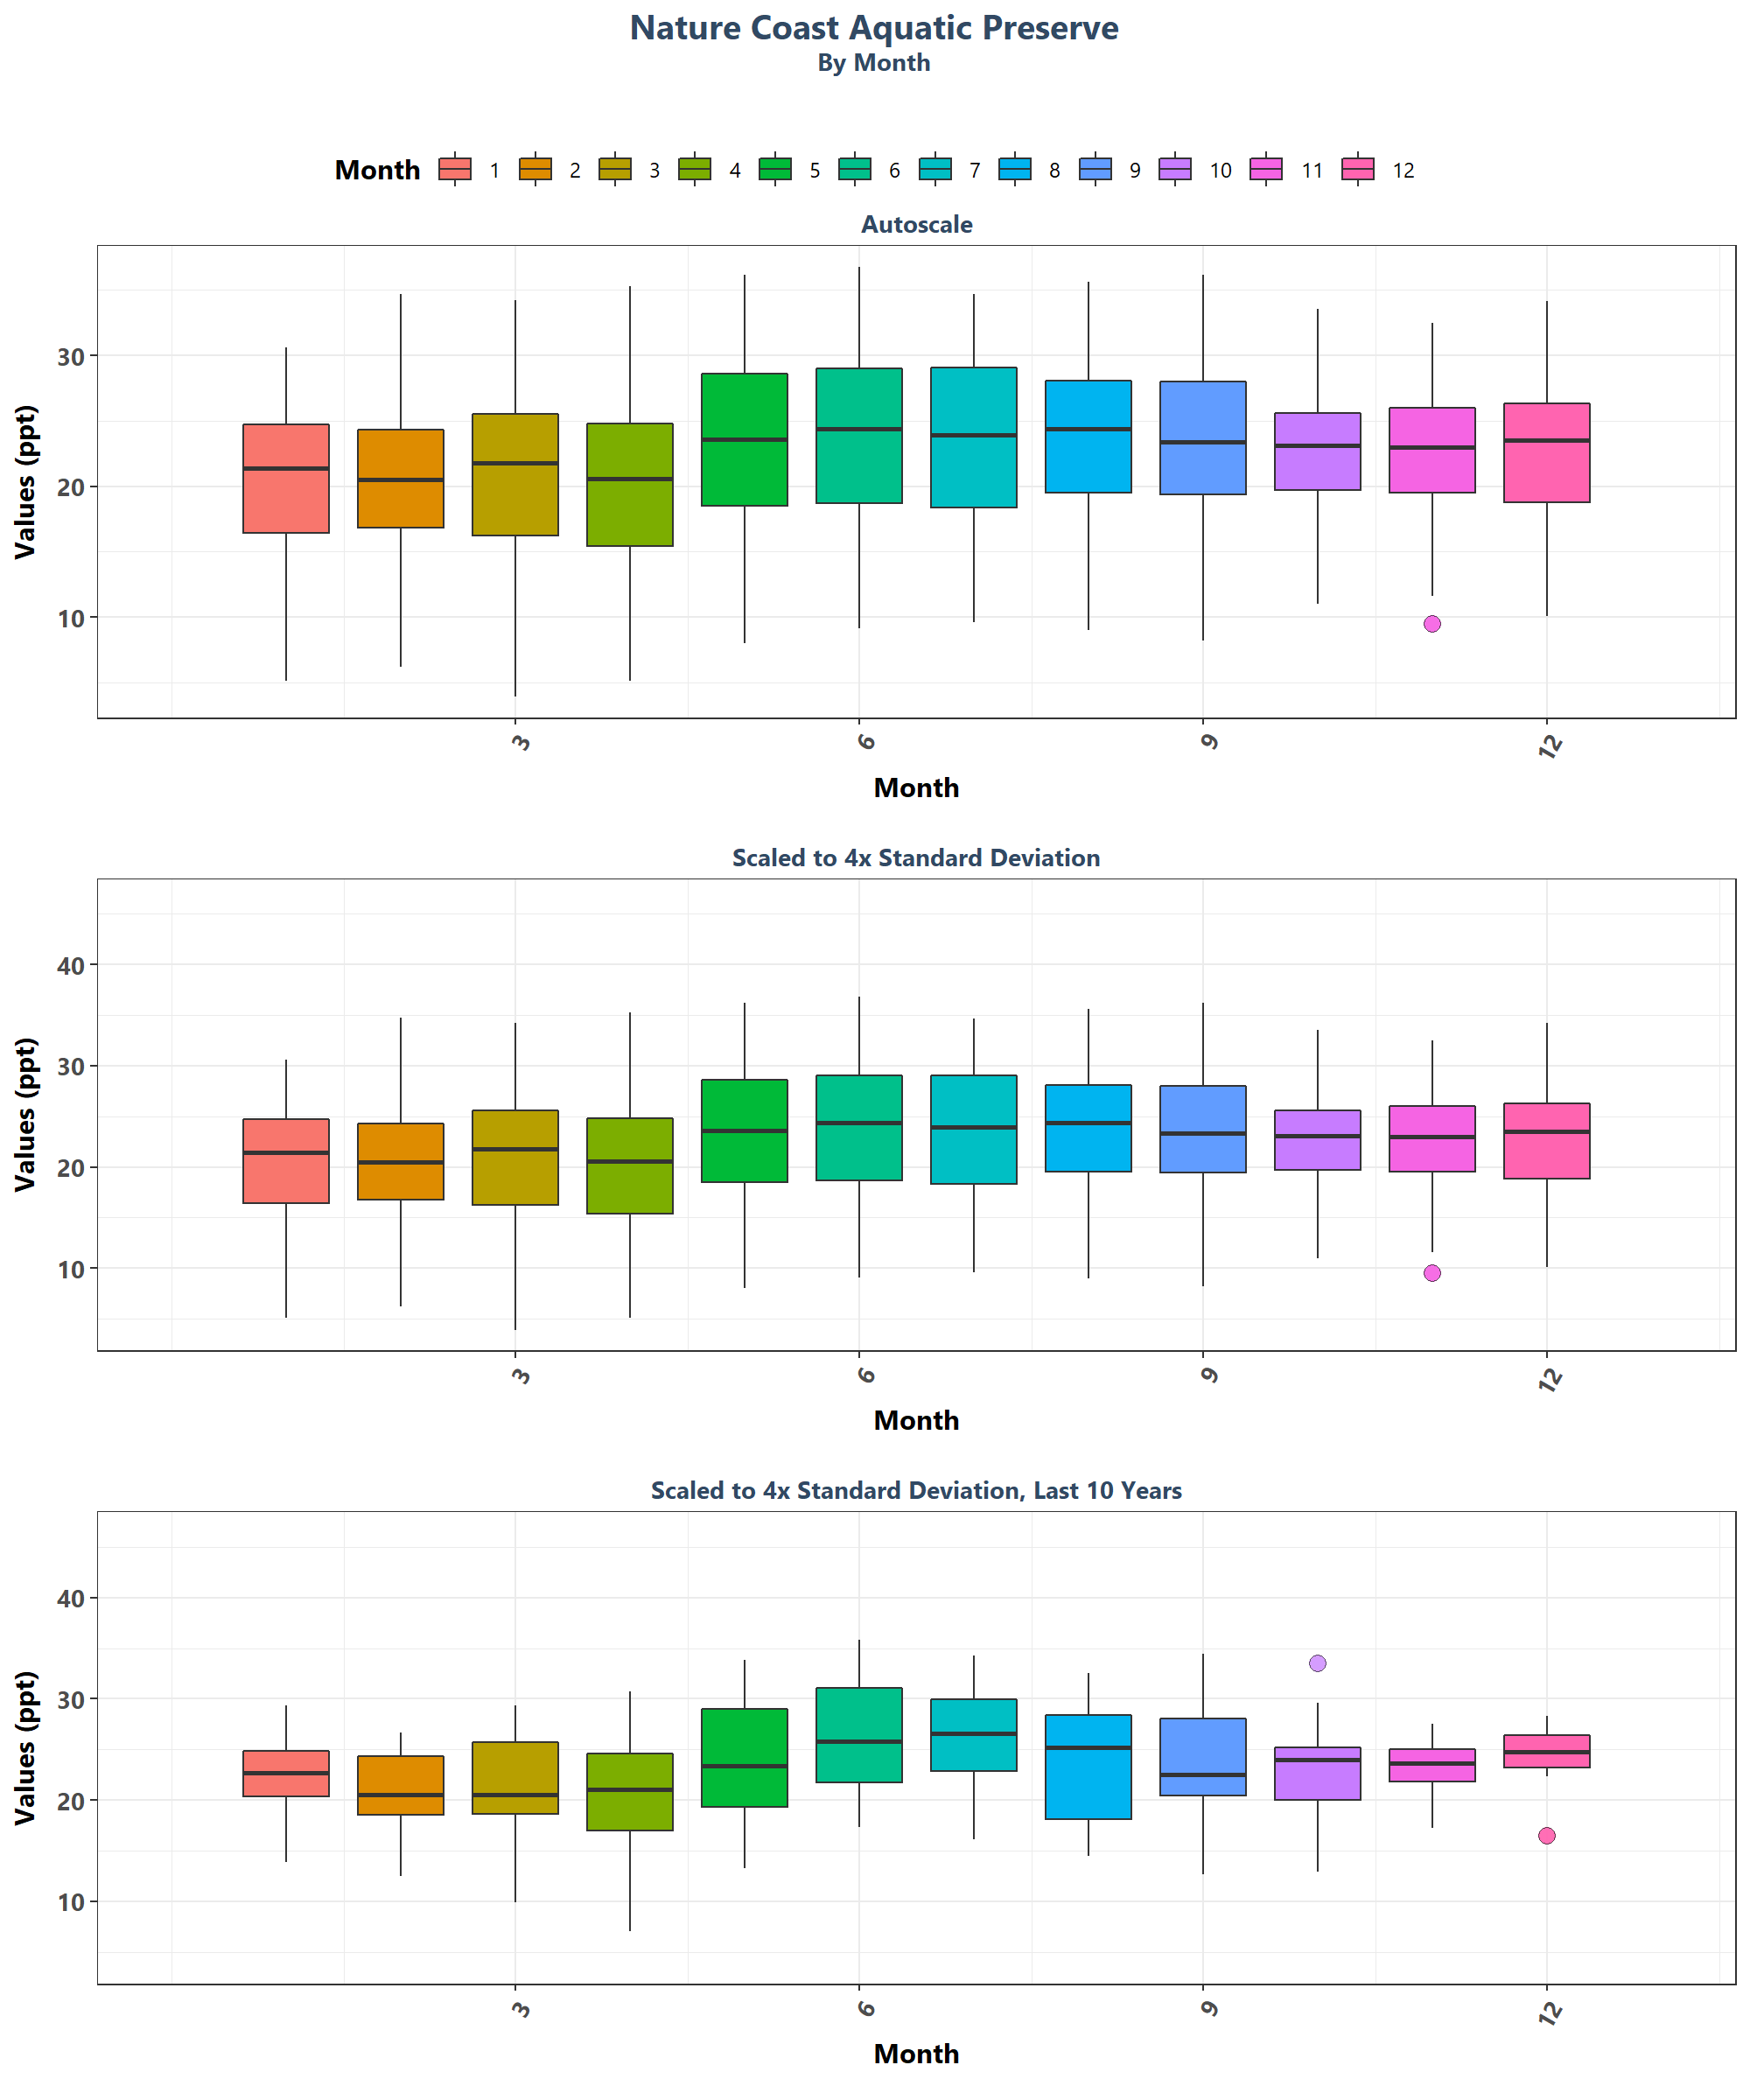 Nature Coast Aquatic Preserve
By Month
Month 1 2 3 4 5 6 7 8 9 10 11 12
Autoscale
Values (ppt)
30
20
10
3 6 9 12
Month
Scaled to 4x Standard Deviation
Values (ppt)
40
30
20
10
3 6 9 12
Month
Scaled to 4x Standard Deviation, Last 10 Years
Values (ppt)
40
30
20
10
3 6 9 12
Month